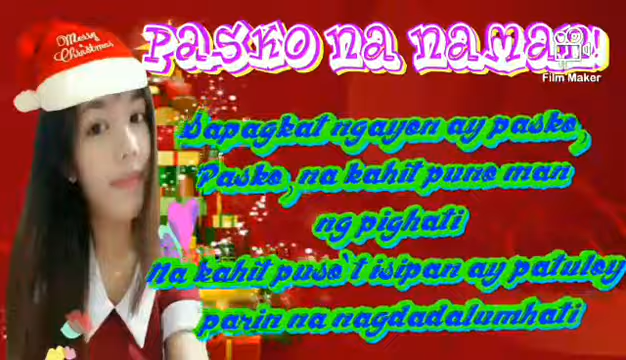 PASKO NA NAMAN!
Film Maker
Merry
Christmas
Sapagkat ngayon ay pasko,
Pasko, na kahit puno man
ng pighati
Na kahit puso't isipan ay patuloy
parin na nagdadalumhati